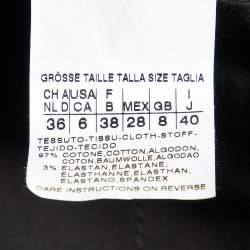 GRÖSSE TAILLE TALLA SIZE TAGLIA
CH A USA F I
NL D CA B MEX GB J
36 6 38 28 8 40
TESSUTO-TISSU-CLOTH-STOFF-
TEJIDO-TECIDO
97% COTONE, COTTON, ALGODON,
COTON, BAUMWOLLE, ALGODAO
3% ELASTAN, ELASTANE,
ELASTHANNE, ELASTHAN,
ELASTANO, SPANDEX
CARE INSTRUCTIONS ON REVERSE